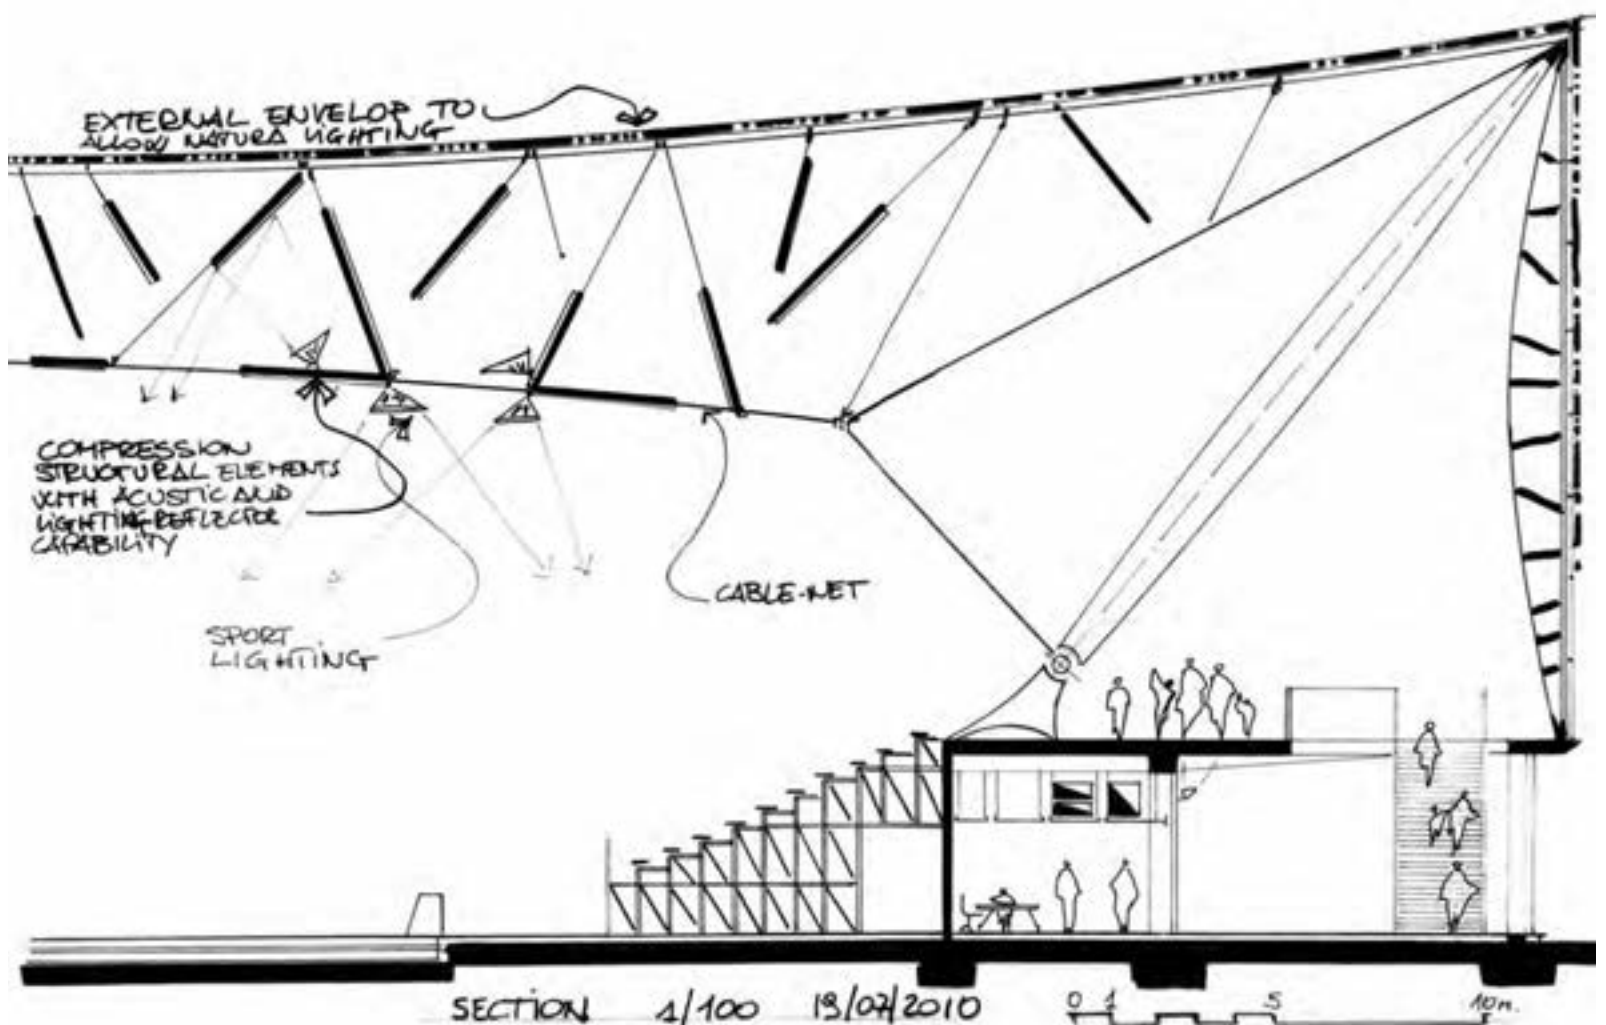 EXTERNAL ENVELOP TO
ALLOW NATURA LIGHTING
COMPRESSION
STRUCTURAL ELEMENTS
WITH ACUSTIC AND
LIGHTING REFLECTOR
CAPABILITY
SPORT
LIGHTING
CABLE-NET
SECTION 1/100 19/07/2010
0 1 5 10m.